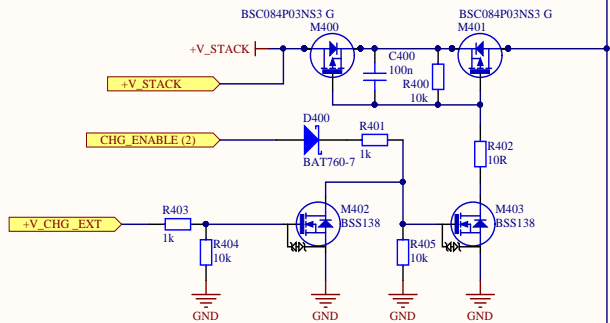 BSC084P03NS3 G
M400
BSC084P03NS3 G
M401
+V_STACK
C400
100n
R400
10k
+V_STACK
D400
BAT760-7
R401
1k
R402
10R
CHG_ENABLE (2)
M402
BSS138
M403
BSS138
R403
1k
+V_CHG _EXT
R404
10k
R405
10k
GND
GND
GND
GND